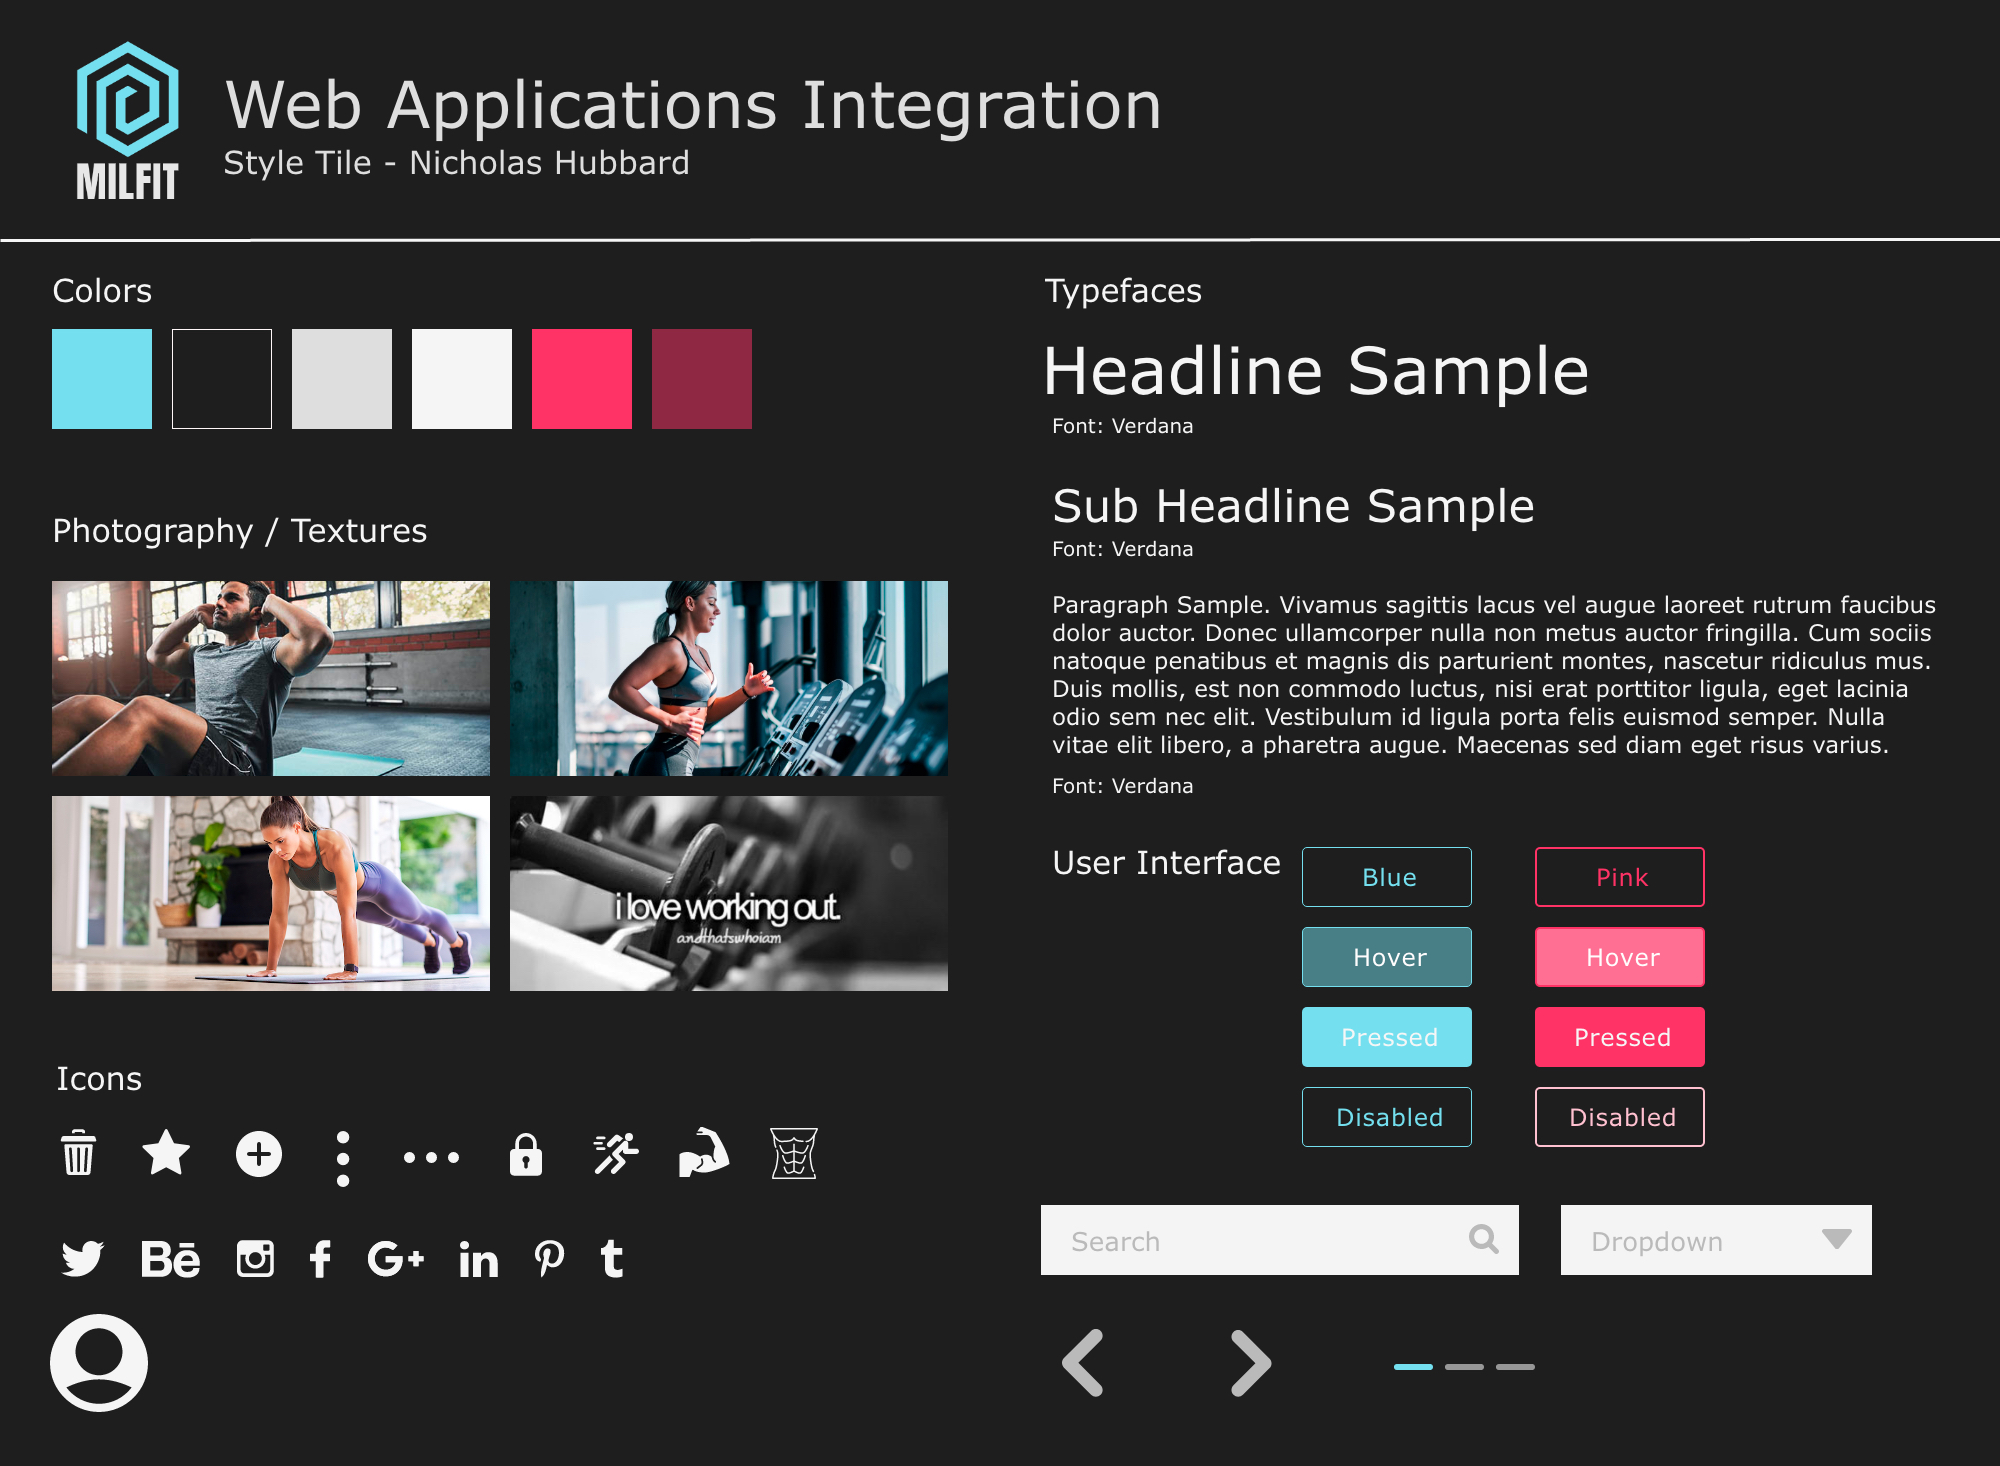 MILFIT
Web Applications Integration
Style Tile - Nicholas Hubbard
Colors
Photography / Textures
i love working out.
andthatswhoiam
Icons
Bē
G+
in
t
Typefaces
Headline Sample
Font: Verdana
Sub Headline Sample
Font: Verdana
Paragraph Sample. Vivamus sagittis lacus vel augue laoreet rutrum faucibus
dolor auctor. Donec ullamcorper nulla non metus auctor fringilla. Cum sociis
natoque penatibus et magnis dis parturient montes, nascetur ridiculus mus.
Duis mollis, est non commodo luctus, nisi erat porttitor ligula, eget lacinia
odio sem nec elit. Vestibulum id ligula porta felis euismod semper. Nulla
vitae elit libero, a pharetra augue. Maecenas sed diam eget risus varius.
Font: Verdana
User Interface
Blue
Pink
Hover
Hover
Pressed
Pressed
Disabled
Disabled
Search
Dropdown